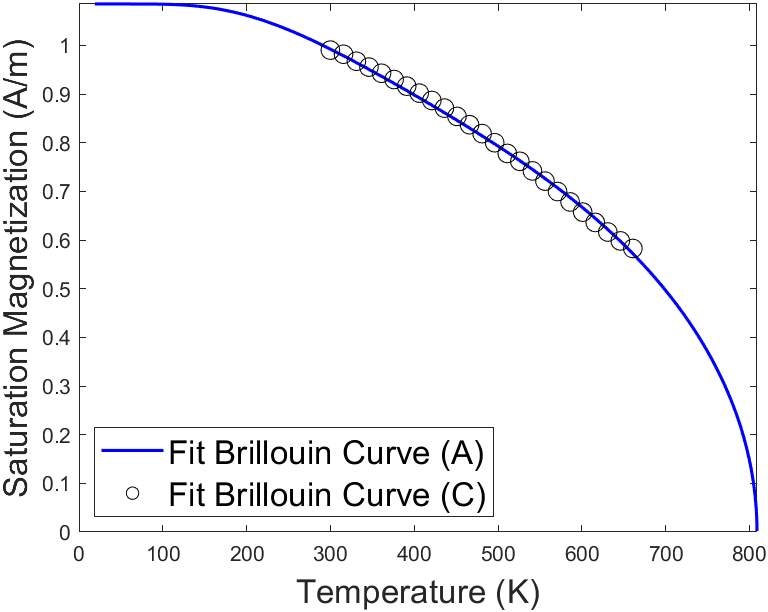 Saturation Magnetization (A/m)
1
0.9
0.8
0.7
0.6
0.5
0.4
0.3
0.2
0.1
0
Fit Brillouin Curve (A)
Fit Brillouin Curve (C)
0 100 200 300 400 500 600 700 800
Temperature (K)